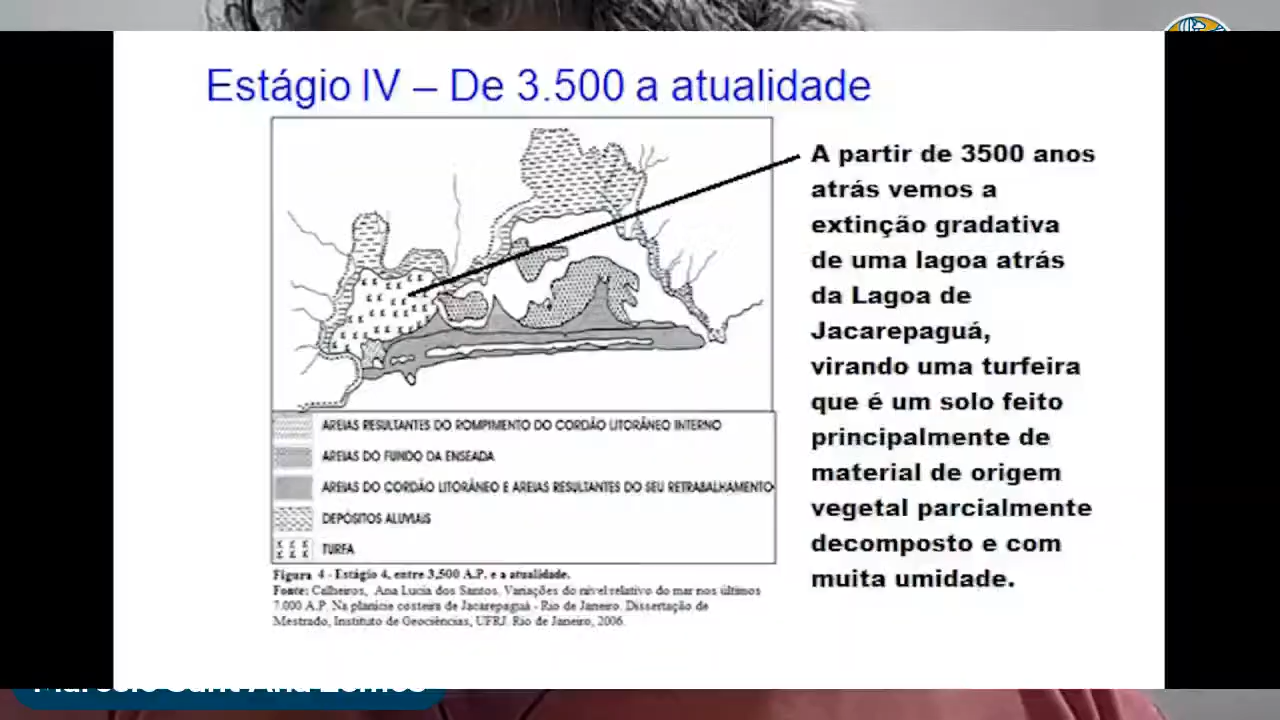 Estágio IV – De 3.500 a atualidade
A partir de 3500 anos
atrás vemos a
extinção gradativa
de uma lagoa atrás
da Lagoa de
Jacarepaguá,
virando uma turfeira
que é um solo feito
principalmente de
material de origem
vegetal parcialmente
decomposto e com
muita umidade.
AREIAS RESULTANTES DO ROMPIMENTO DO CORDÃO LITORÂNEO INTERNO
AREIAS DO FUNDO DA ENSEADA
AREIAS DO CORDÃO LITORÂNEO E AREIAS RESULTANTES DO SEU RETRABALHAMENTO
DEPÓSITOS ALUVIAIS
TURFA
Figura 4 - Estágio 4, entre 3,500 A.P. e a atualidade.
Fonte: Calheiros, Ana Lucia dos Santos. Variações do nível relativo do mar nos últimos
7.000 A.P. Na planície costeira de Jacarepaguá - Rio de Janeiro. Dissertação de
Mestrado, Instituto de Geociências, UFRJ. Rio de Janeiro, 2006.